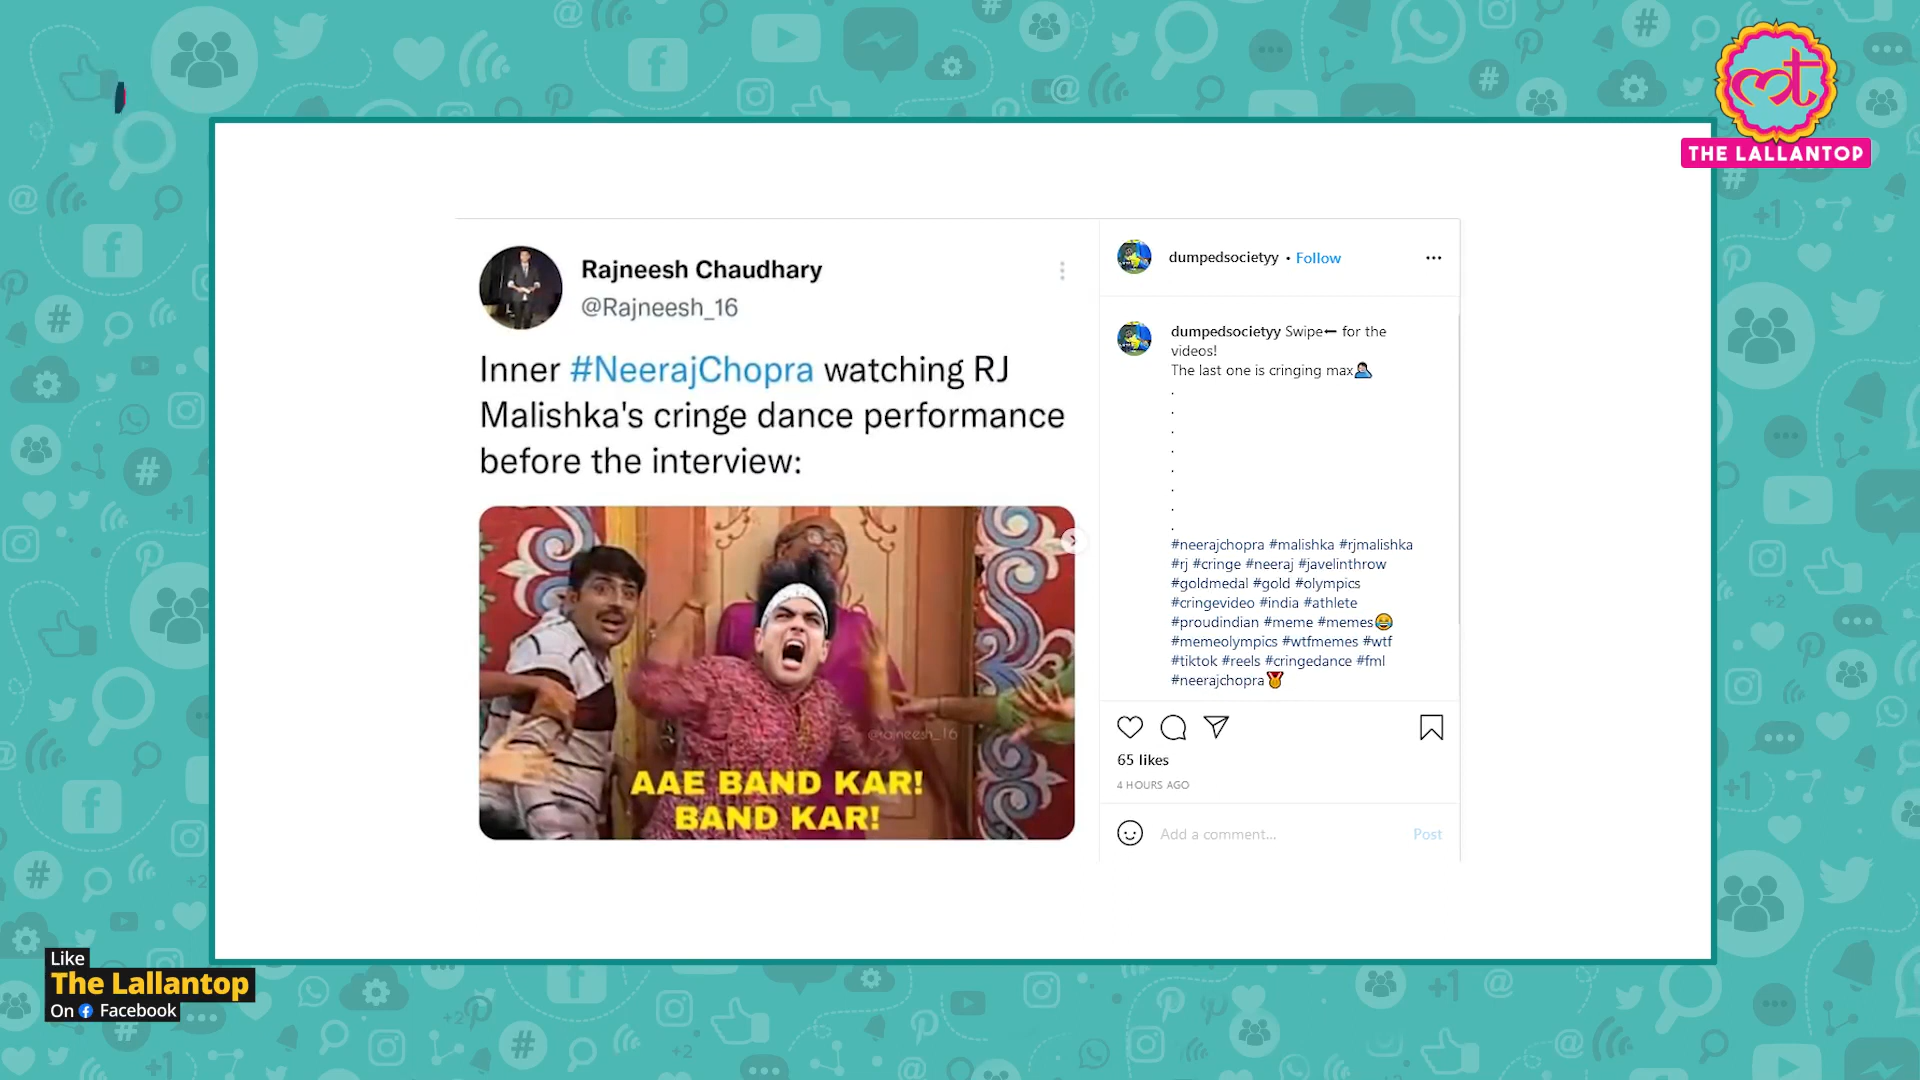 THE LALLANTOP
Rajneesh Chaudhary
@Rajneesh_16
Inner #NeerajChopra watching RJ
Malishka's cringe dance performance
before the interview:
@rajneesh_16
AAE BAND KAR!
BAND KAR!
dumpedsocietyy • Follow
dumpedsocietyy Swipe⬅ for the
videos!
The last one is cringing max🤦
.
.
.
.
.
.
.
.
#neerajchopra #malishka #rjmalishka
#rj #cringe #neeraj #javelinthrow
#goldmedal #gold #olympics
#cringevideo #india #athlete
#proudindian #meme #memes😂
#memeolympics #wtfmemes #wtf
#tiktok #reels #cringedance #fml
#neerajchopra🏅
65 likes
4 HOURS AGO
Add a comment... Post
Like
The Lallantop
On Facebook